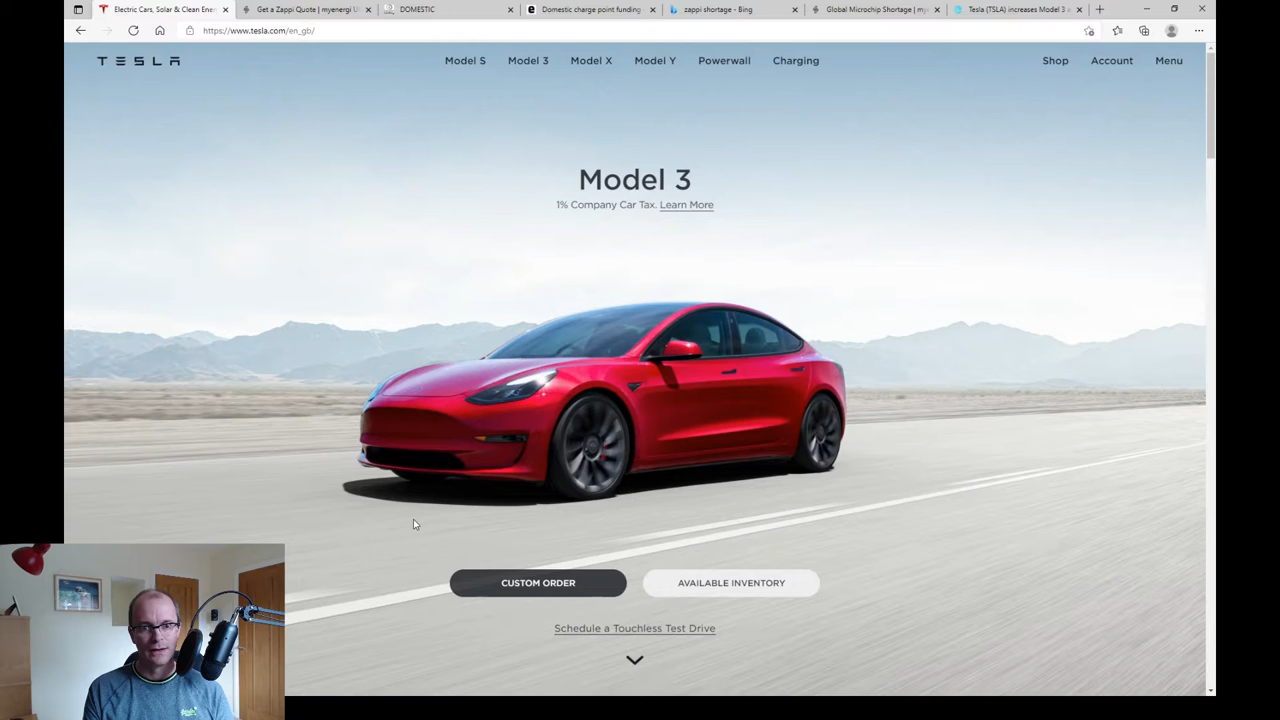 Electric Cars, Solar & Clean Ener
Get a Zappi Quote | myenergi U
DOMESTIC
Domestic charge point funding
zappi shortage - Bing
Global Microchip Shortage | mye
Tesla (TSLA) increases Model 3 a
https://www.tesla.com/en_gb/
TESLA
Model S
Model 3
Model X
Model Y
Powerwall
Charging
Shop
Account
Menu
Model 3
1% Company Car Tax. Learn More
CUSTOM ORDER
AVAILABLE INVENTORY
Schedule a Touchless Test Drive